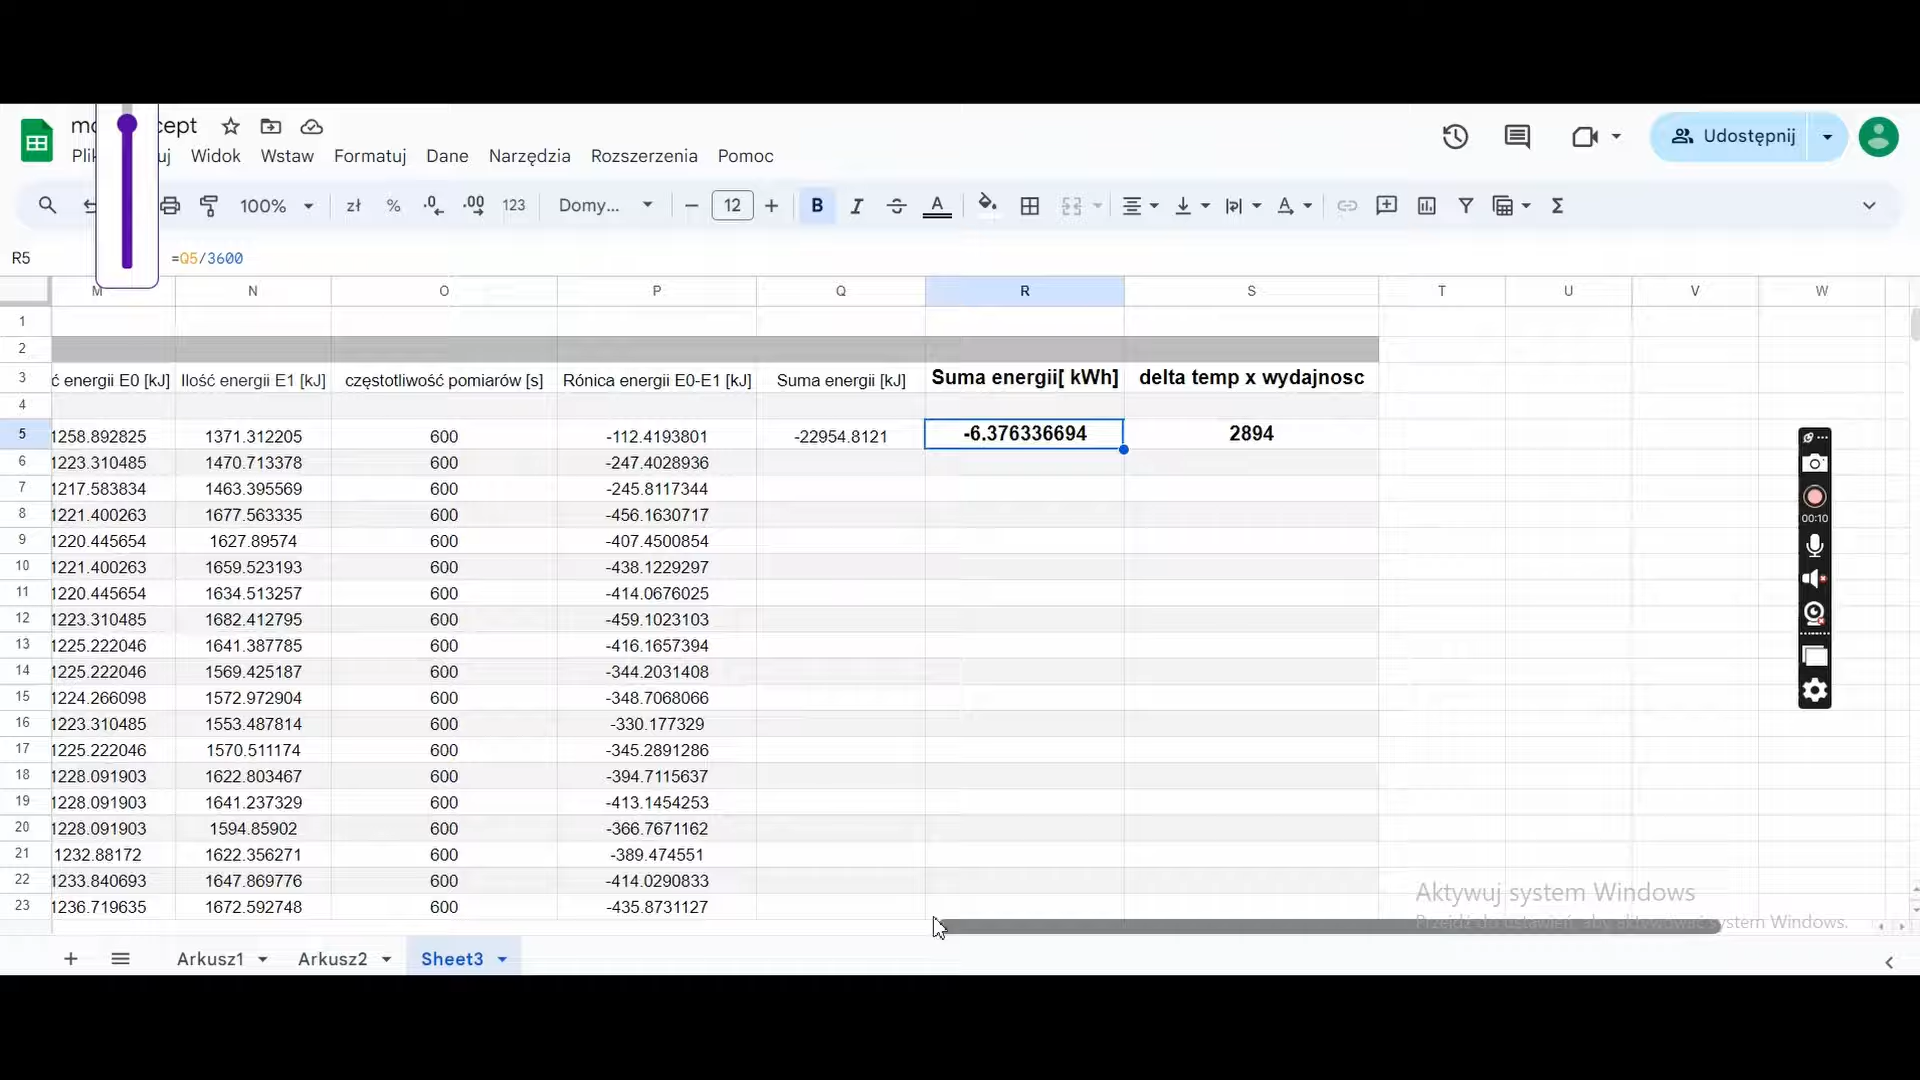 mo cept
Plik uj Widok Wstaw Formatuj Dane Narzędzia Rozszerzenia Pomoc
Udostępnij
100% zł % .0 .00 123 Domy... 12 B I A Σ
R5 =Q5/3600
M N O P Q R S T U V W
1
2
3 ć energii E0 [kJ] Ilość energii E1 [kJ] częstotliwość pomiarów [s] Rónica energii E0-E1 [kJ] Suma energii [kJ] Suma energii[ kWh] delta temp x wydajnosc
4
5 1258.892825 1371.312205 600 -112.4193801 -22954.8121 -6.376336694 2894
6 1223.310485 1470.713378 600 -247.4028936
7 1217.583834 1463.395569 600 -245.8117344
8 1221.400263 1677.563335 600 -456.1630717
9 1220.445654 1627.89574 600 -407.4500854
10 1221.400263 1659.523193 600 -438.1229297
11 1220.445654 1634.513257 600 -414.0676025
12 1223.310485 1682.412795 600 -459.1023103
13 1225.222046 1641.387785 600 -416.1657394
14 1225.222046 1569.425187 600 -344.2031408
15 1224.266098 1572.972904 600 -348.7068066
16 1223.310485 1553.487814 600 -330.177329
17 1225.222046 1570.511174 600 -345.2891286
18 1228.091903 1622.803467 600 -394.7115637
19 1228.091903 1641.237329 600 -413.1454253
20 1228.091903 1594.85902 600 -366.7671162
21 1232.88172 1622.356271 600 -389.474551
22 1233.840693 1647.869776 600 -414.0290833
23 1236.719635 1672.592748 600 -435.8731127
00:10
Aktywuj system Windows
Przejdź do ustawień, aby aktywować system Windows.
Arkusz1 Arkusz2 Sheet3